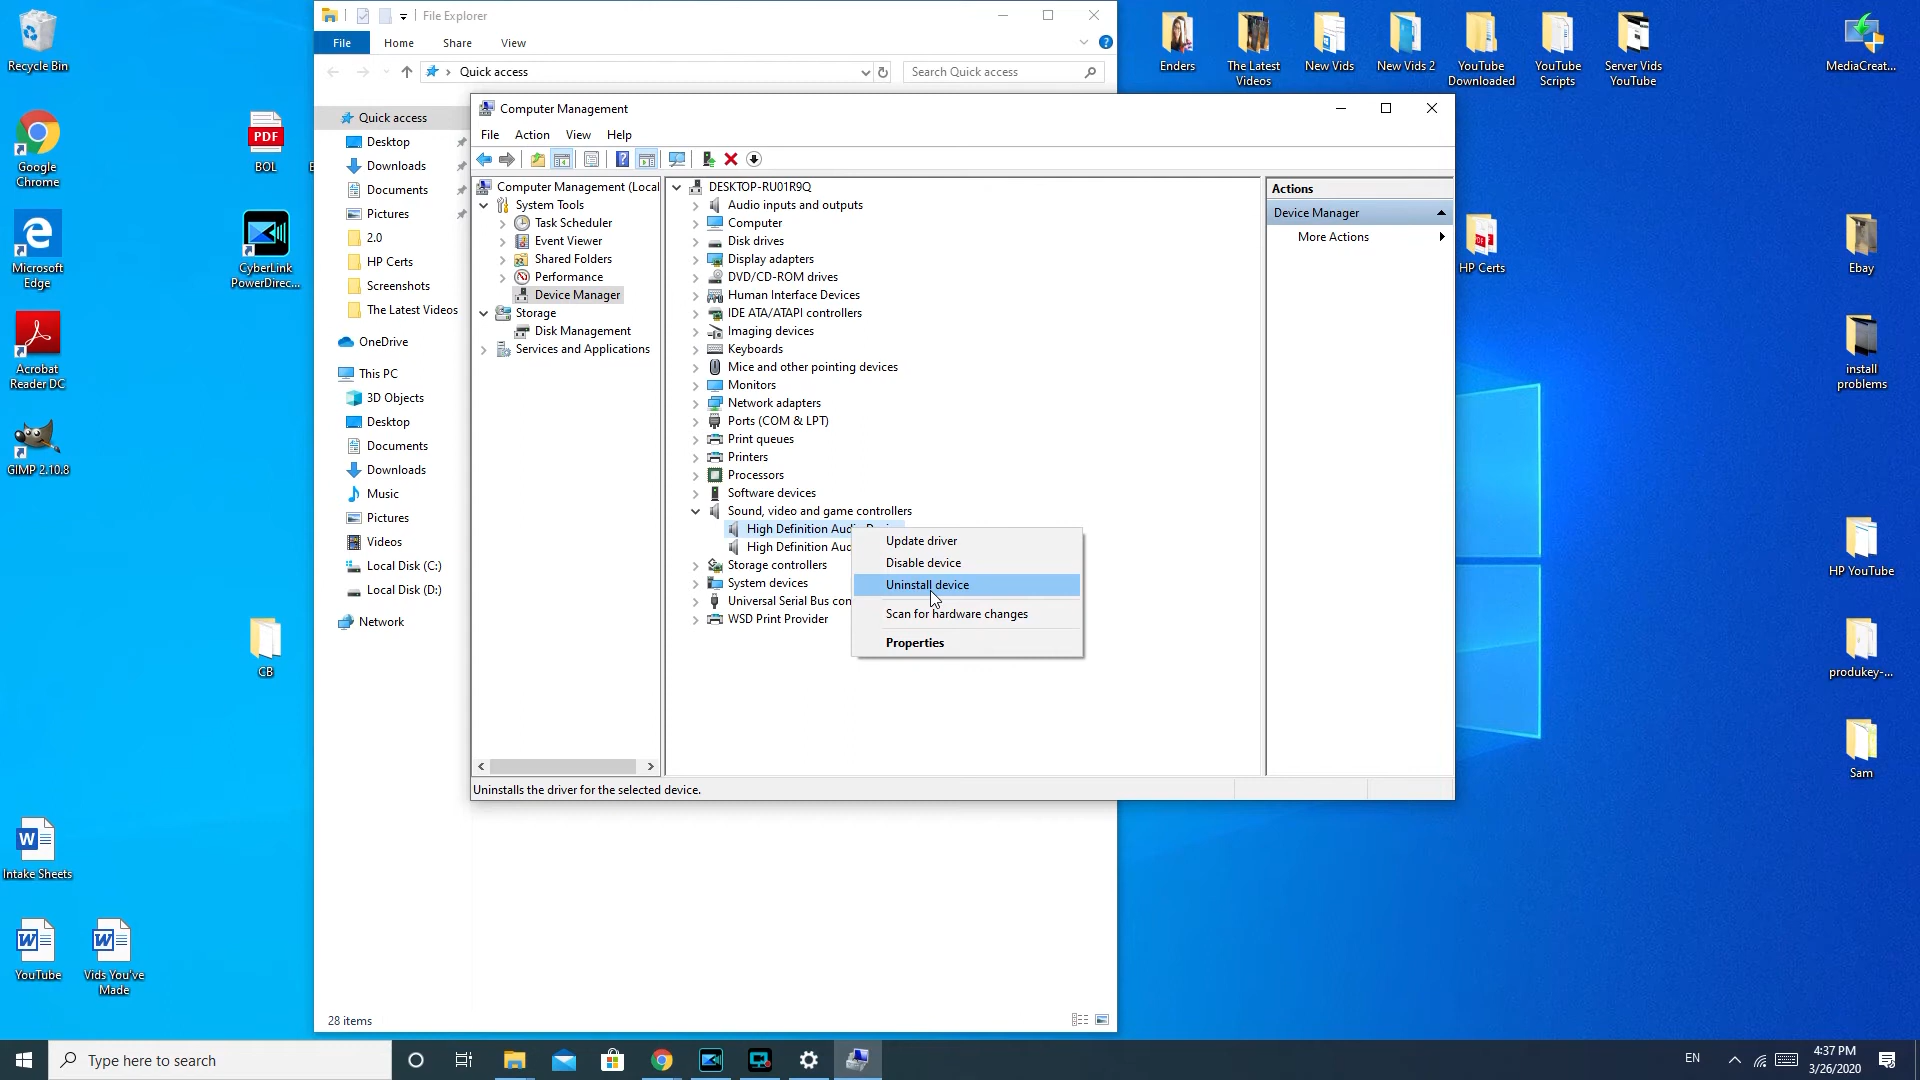 File Explorer
File
Home
Share
View
Quick access
Search Quick access
Quick access
Desktop
Downloads
Documents
Pictures
2.0
HP Certs
Screenshots
The Latest Videos
OneDrive
This PC
3D Objects
Desktop
Documents
Downloads
Music
Pictures
Videos
Local Disk (C:)
Local Disk (D:)
Network
28 items
Computer Management
File
Action
View
Help
Computer Management (Local
System Tools
Task Scheduler
Event Viewer
Shared Folders
Performance
Device Manager
Storage
Disk Management
Services and Applications
DESKTOP-RU01R9Q
Audio inputs and outputs
Computer
Disk drives
Display adapters
DVD/CD-ROM drives
Human Interface Devices
IDE ATA/ATAPI controllers
Imaging devices
Keyboards
Mice and other pointing devices
Monitors
Network adapters
Ports (COM & LPT)
Print queues
Printers
Processors
Software devices
Sound, video and game controllers
High Definition Audio Device
High Definition Aud
Storage controllers
System devices
Universal Serial Bus con
WSD Print Provider
Update driver
Disable device
Uninstall device
Scan for hardware changes
Properties
Actions
Device Manager
More Actions
Uninstalls the driver for the selected device.
Recycle Bin
Google
Chrome
PDF
BOL
Microsoft
Edge
CyberLink
PowerDirec...
Acrobat
Reader DC
GIMP 2.10.8
CB
Intake Sheets
YouTube
Vids You've
Made
Enders
The Latest
Videos
New Vids
New Vids 2
YouTube
Downloaded
YouTube
Scripts
Server Vids
YouTube
MediaCreat...
HP Certs
Ebay
install
problems
HP YouTube
produkey-...
Sam
Type here to search
EN
4:37 PM
3/26/2020